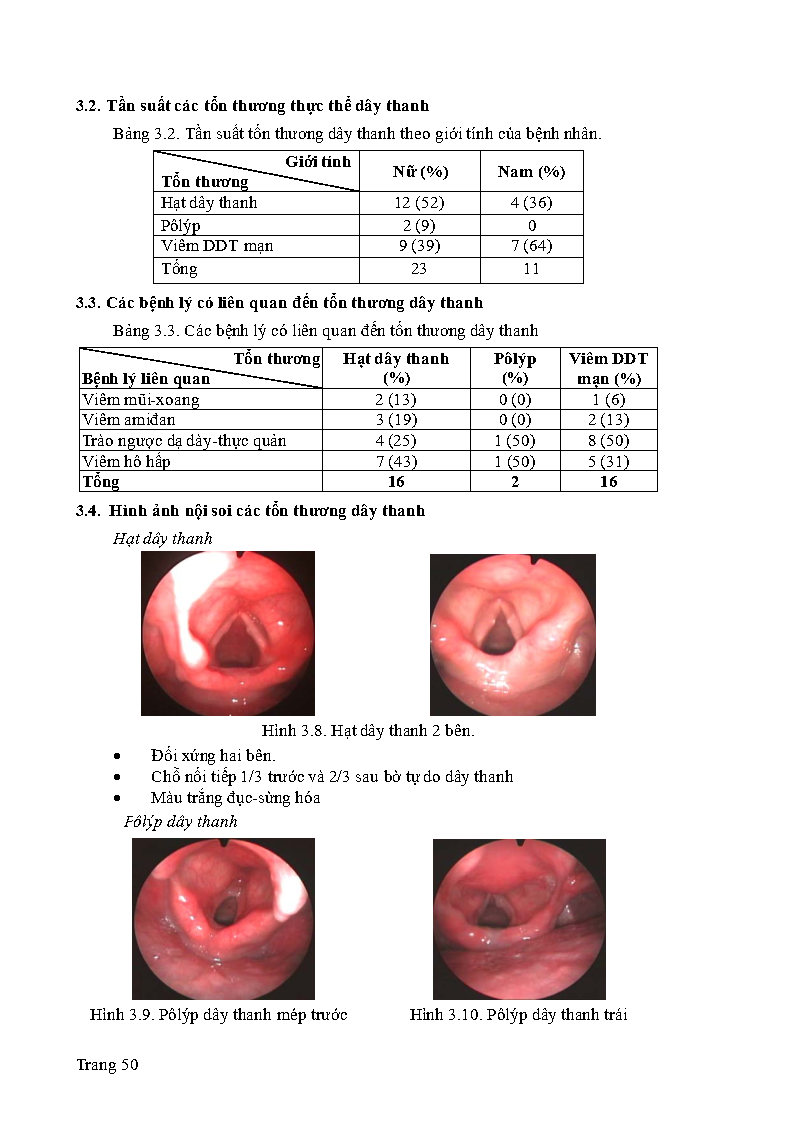 3.2. Tần suất các tổn thương thực thể dây thanh
Bảng 3.2. Tần suất tổn thương dây thanh theo giới tính của bệnh nhân.
Giới tính
Tổn thương
Nữ (%)
Nam (%)
Hạt dây thanh 12 (52) 4 (36)
Pôlýp 2 (9) 0
Viêm DDT mạn 9 (39) 7 (64)
Tổng 23 11
3.3. Các bệnh lý có liên quan đến tổn thương dây thanh
Bảng 3.3. Các bệnh lý có liên quan đến tổn thương dây thanh
Tổn thương
Bệnh lý liên quan
Hạt dây thanh
(%)
Pôlýp
(%)
Viêm DDT
mạn (%)
Viêm mũi-xoang 2 (13) 0 (0) 1 (6)
Viêm amiđan 3 (19) 0 (0) 2 (13)
Trào ngược dạ dày-thực quản 4 (25) 1 (50) 8 (50)
Viêm hô hấp 7 (43) 1 (50) 5 (31)
Tổng 16 2 16
3.4. Hình ảnh nội soi các tổn thương dây thanh
Hạt dây thanh
Hình 3.8. Hạt dây thanh 2 bên.
• Đối xứng hai bên.
• Chỗ nối tiếp 1/3 trước và 2/3 sau bờ tự do dây thanh
• Màu trắng đục-sừng hóa
Pôlýp dây thanh
Hình 3.9. Pôlýp dây thanh mép trước
Hình 3.10. Pôlýp dây thanh trái
Trang 50